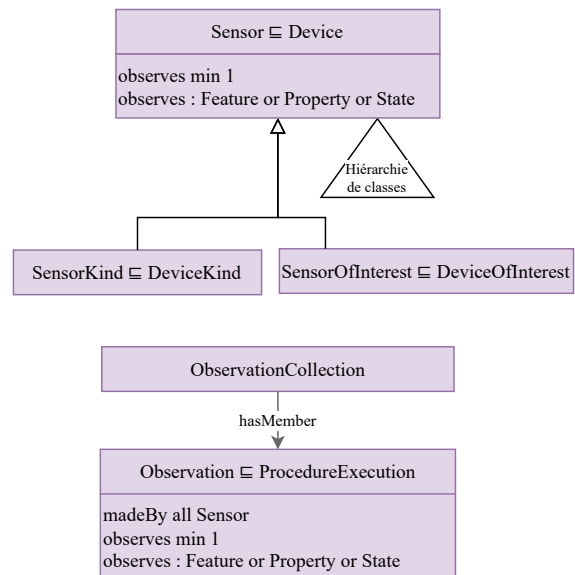 Sensor ⊑ Device
observes min 1
observes : Feature or Property or State
Hiérarchie
de classes
SensorKind ⊑ DeviceKind
SensorOfInterest ⊑ DeviceOfInterest
ObservationCollection
hasMember
Observation ⊑ ProcedureExecution
madeBy all Sensor
observes min 1
observes : Feature or Property or State